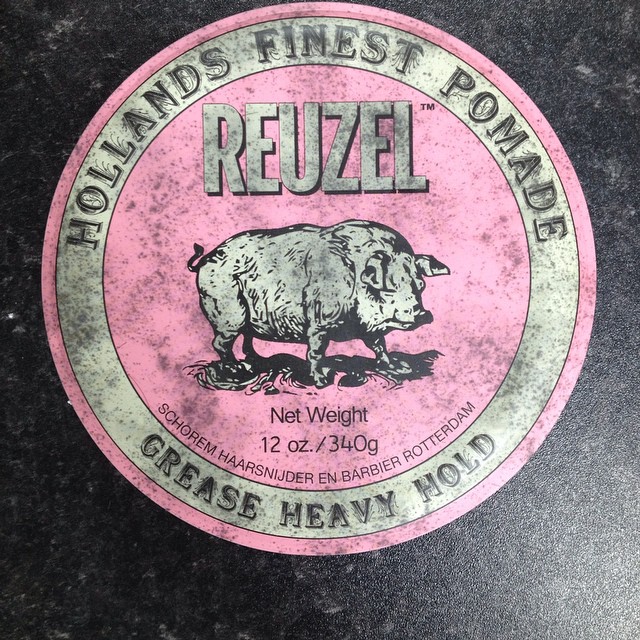 HOLLANDS FINEST POMADE
REUZEL™
Net Weight
12 oz./340g
SCHOREM HAARSNIJDER EN BARBIER ROTTERDAM
GREASE HEAVY HOLD